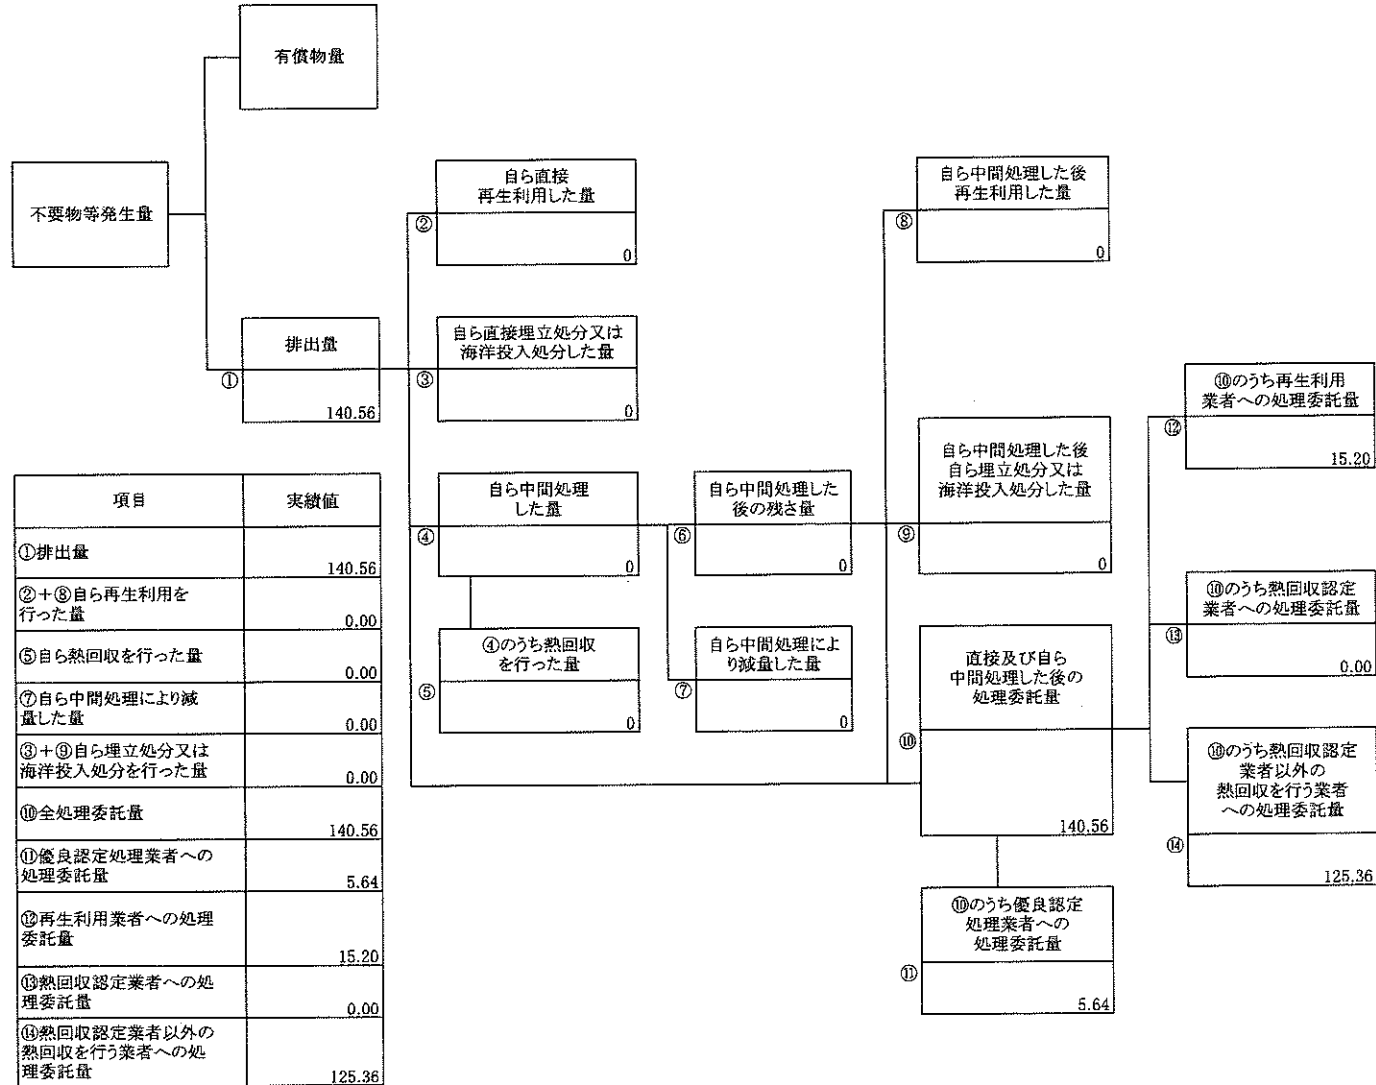 有償物量
不要物等発生量
排出量
①
140.56
自ら直接
再生利用した量
②
0
自ら直接埋立処分又は
海洋投入処分した量
③
0
自ら中間処理
した量
④
0
④のうち熱回収
を行った量
⑤
0
自ら中間処理した
後の残さ量
⑥
0
自ら中間処理によ
り減量した量
⑦
0
自ら中間処理した後
再生利用した量
⑧
0
自ら中間処理した後
自ら埋立処分又は
海洋投入処分した量
⑨
0
直接及び自ら
中間処理した後の
処理委託量
⑩
140.56
⑩のうち優良認定
処理業者への
処理委託量
⑪
5.64
⑩のうち再生利用
業者への処理委託量
⑫
15.20
⑩のうち熱回収認定
業者への処理委託量
⑬
0.00
⑩のうち熱回収認定
業者以外の
熱回収を行う業者
への処理委託量
⑭
125.36
項目 実績値
①排出量
140.56
②+⑧自ら再生利用を
行った量
0.00
⑤自ら熱回収を行った量
0.00
⑦自ら中間処理により減
量した量
0.00
③+⑨自ら埋立処分又は
海洋投入処分を行った量
0.00
⑩全処理委託量
140.56
⑪優良認定処理業者への
処理委託量
5.64
⑫再生利用業者への処理
委託量
15.20
⑬熱回収認定業者への処
理委託量
0.00
⑭熱回収認定業者以外の
熱回収を行う業者への処
理委託量
125.36